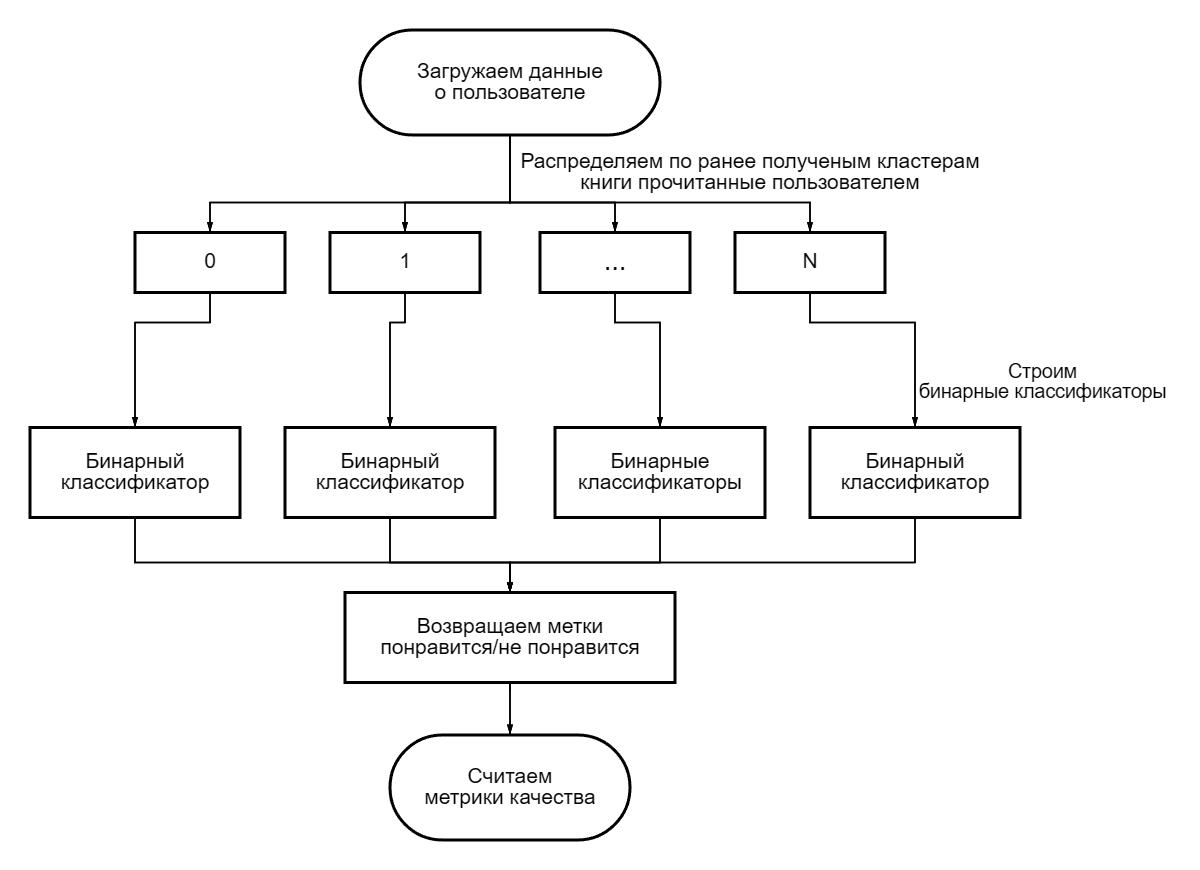 Загружаем данные
о пользователе
Распределяем по ранее полученым кластерам
книги прочитанные пользователем
0
1
...
N
Строим
бинарные классификаторы
Бинарный
классификатор
Бинарный
классификатор
Бинарные
классификаторы
Бинарный
классификатор
Возвращаем метки
понравится/не понравится
Считаем
метрики качества